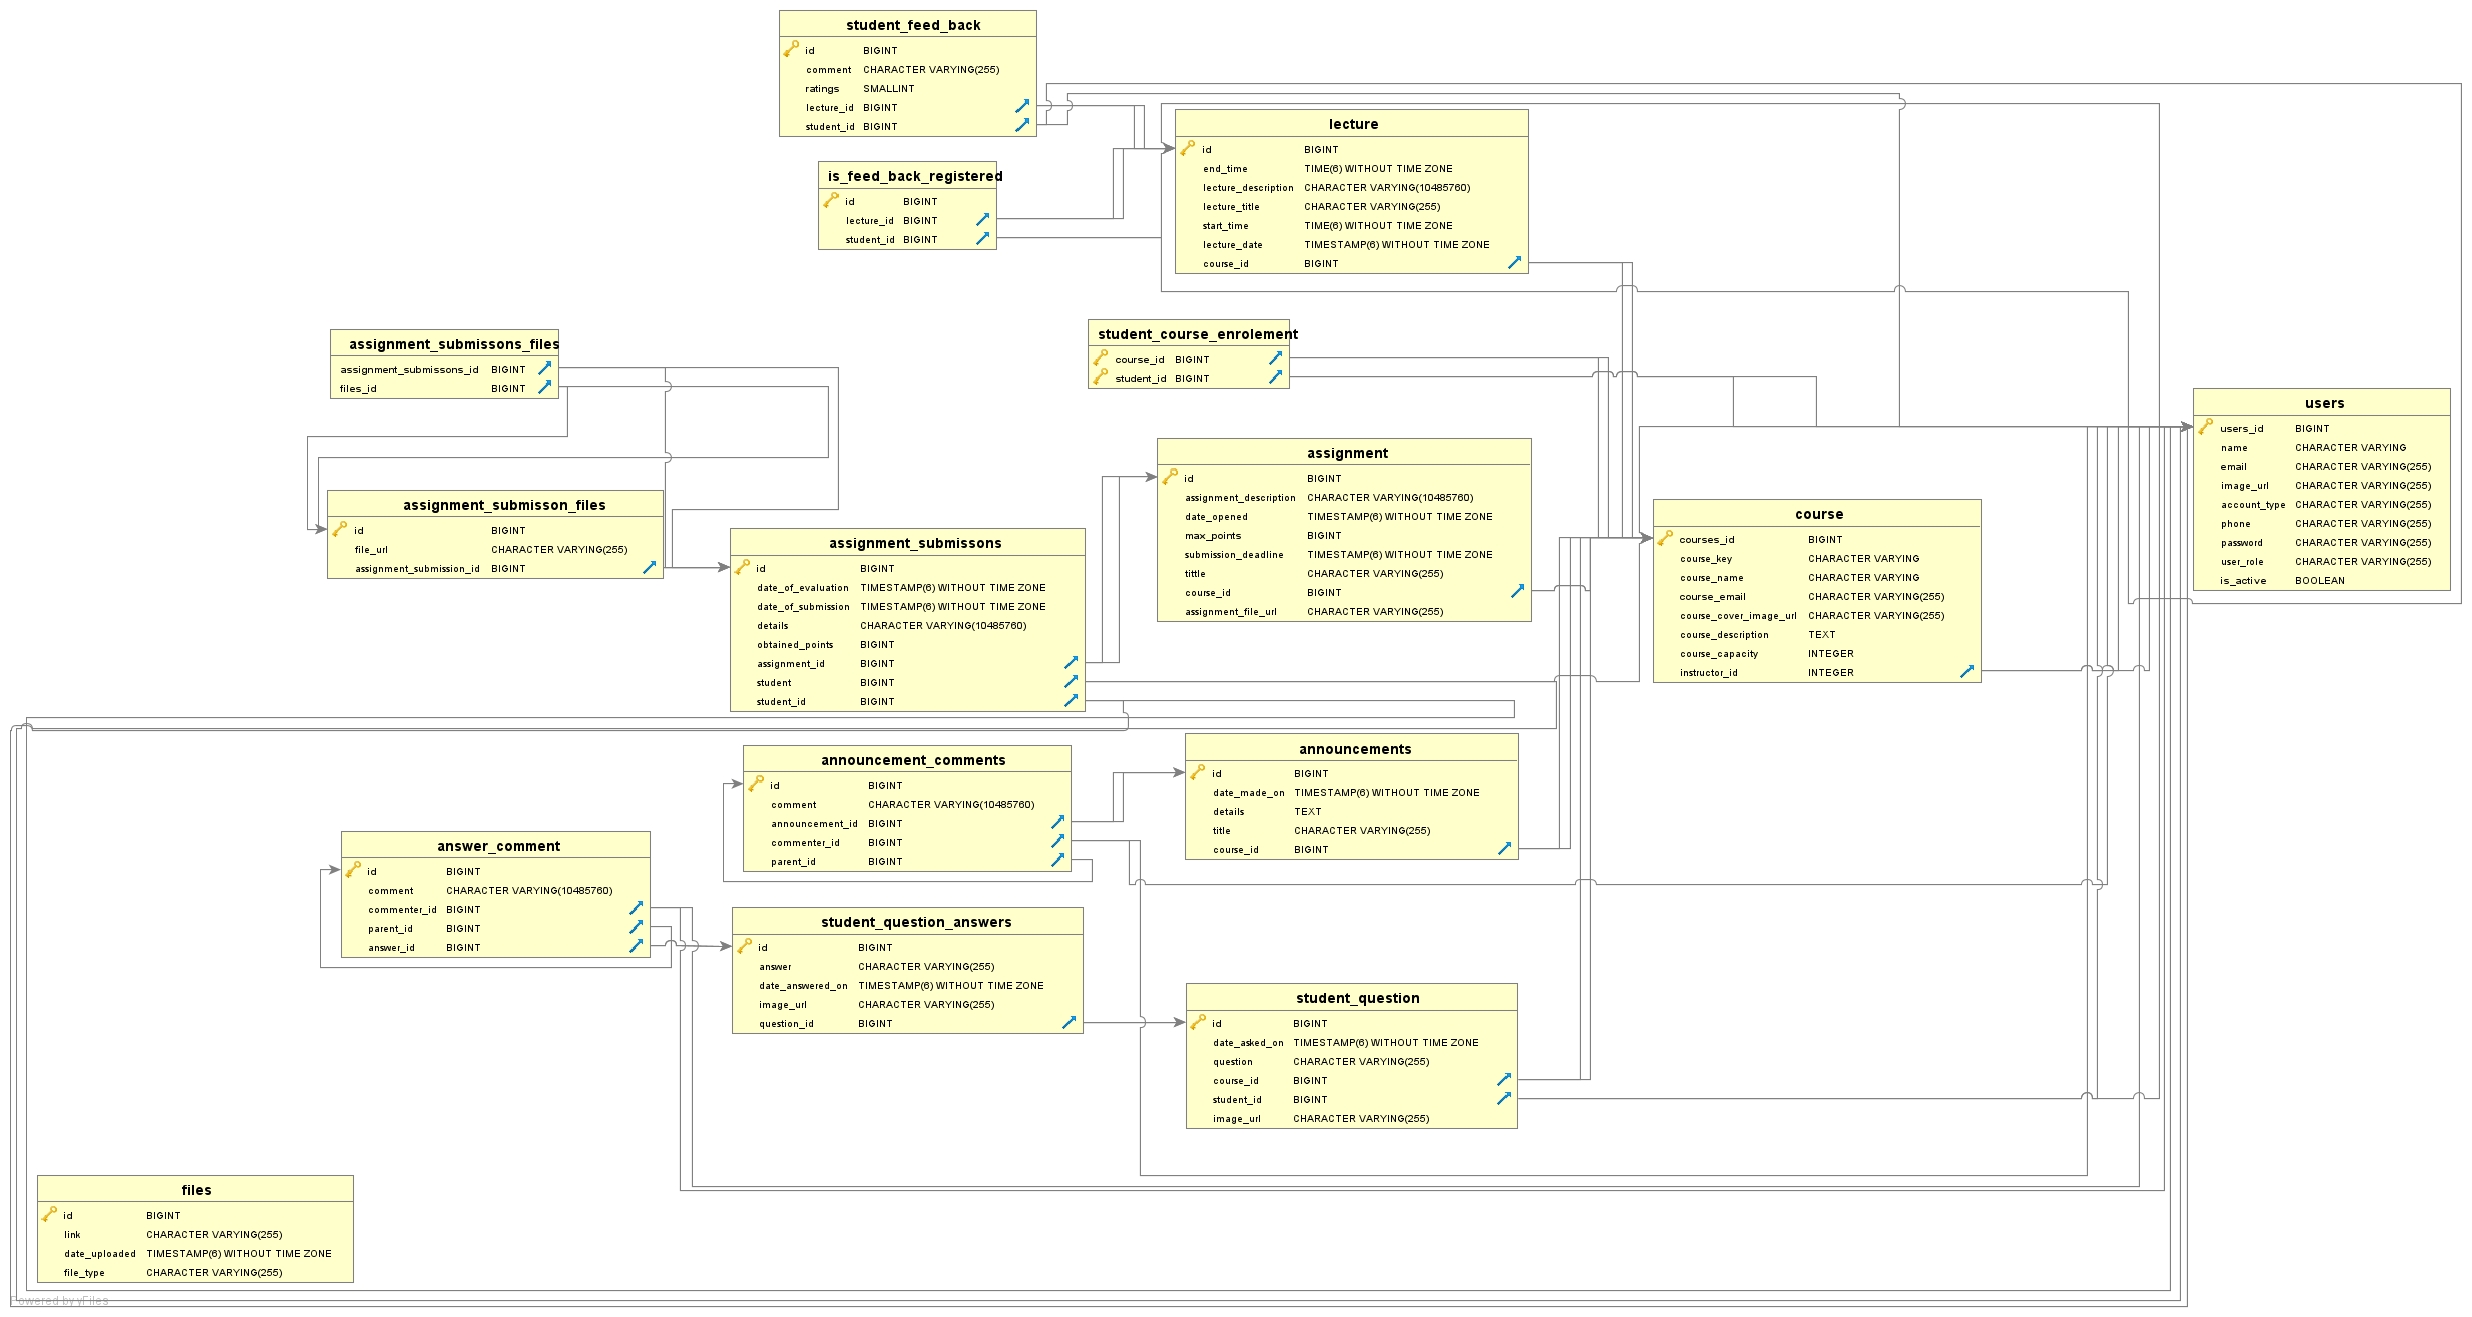 student_feed_back
id BIGINT
comment CHARACTER VARYING(255)
ratings SMALLINT
lecture_id BIGINT
student_id BIGINT
lecture
id BIGINT
end_time TIME(6) WITHOUT TIME ZONE
lecture_description CHARACTER VARYING(10485760)
lecture_title CHARACTER VARYING(255)
start_time TIME(6) WITHOUT TIME ZONE
lecture_date TIMESTAMP(6) WITHOUT TIME ZONE
course_id BIGINT
is_feed_back_registered
id BIGINT
lecture_id BIGINT
student_id BIGINT
student_course_enrolement
course_id BIGINT
student_id BIGINT
assignment_submissons_files
assignment_submissons_id BIGINT
files_id BIGINT
users
users_id BIGINT
name CHARACTER VARYING
email CHARACTER VARYING(255)
image_url CHARACTER VARYING(255)
account_type CHARACTER VARYING(255)
phone CHARACTER VARYING(255)
password CHARACTER VARYING(255)
user_role CHARACTER VARYING(255)
is_active BOOLEAN
assignment
id BIGINT
assignment_description CHARACTER VARYING(10485760)
date_opened TIMESTAMP(6) WITHOUT TIME ZONE
max_points BIGINT
submission_deadline TIMESTAMP(6) WITHOUT TIME ZONE
tittle CHARACTER VARYING(255)
course_id BIGINT
assignment_file_url CHARACTER VARYING(255)
assignment_submisson_files
id BIGINT
file_url CHARACTER VARYING(255)
assignment_submission_id BIGINT
course
courses_id BIGINT
course_key CHARACTER VARYING
course_name CHARACTER VARYING
course_email CHARACTER VARYING(255)
course_cover_image_url CHARACTER VARYING(255)
course_description TEXT
course_capacity INTEGER
instructor_id INTEGER
assignment_submissons
id BIGINT
date_of_evaluation TIMESTAMP(6) WITHOUT TIME ZONE
date_of_submission TIMESTAMP(6) WITHOUT TIME ZONE
details CHARACTER VARYING(10485760)
obtained_points BIGINT
assignment_id BIGINT
student BIGINT
student_id BIGINT
announcement_comments
id BIGINT
comment CHARACTER VARYING(10485760)
announcement_id BIGINT
commenter_id BIGINT
parent_id BIGINT
announcements
id BIGINT
date_made_on TIMESTAMP(6) WITHOUT TIME ZONE
details TEXT
title CHARACTER VARYING(255)
course_id BIGINT
answer_comment
id BIGINT
comment CHARACTER VARYING(10485760)
commenter_id BIGINT
parent_id BIGINT
answer_id BIGINT
student_question_answers
id BIGINT
answer CHARACTER VARYING(255)
date_answered_on TIMESTAMP(6) WITHOUT TIME ZONE
image_url CHARACTER VARYING(255)
question_id BIGINT
student_question
id BIGINT
date_asked_on TIMESTAMP(6) WITHOUT TIME ZONE
question CHARACTER VARYING(255)
course_id BIGINT
student_id BIGINT
image_url CHARACTER VARYING(255)
files
id BIGINT
link CHARACTER VARYING(255)
date_uploaded TIMESTAMP(6) WITHOUT TIME ZONE
file_type CHARACTER VARYING(255)
Powered by yFiles